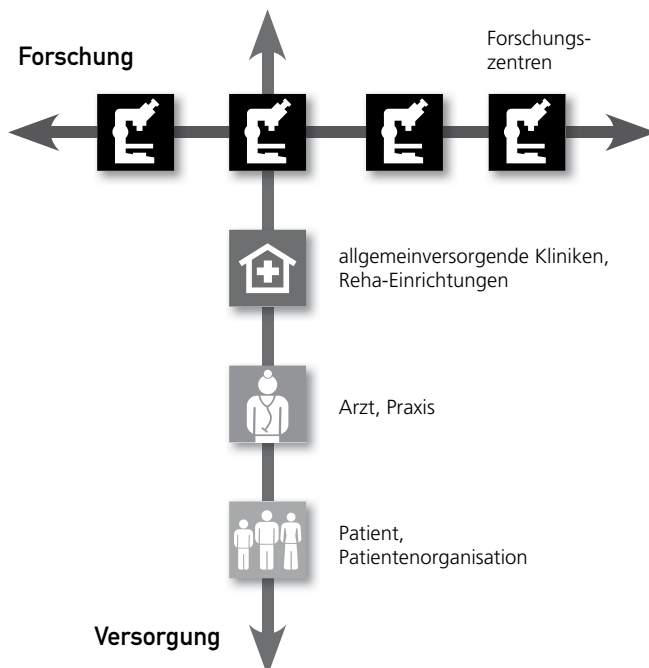 Forschung
Forschungs-
zentren
allgemeinversorgende Kliniken,
Reha-Einrichtungen
Arzt, Praxis
Patient,
Patientenorganisation
Versorgung